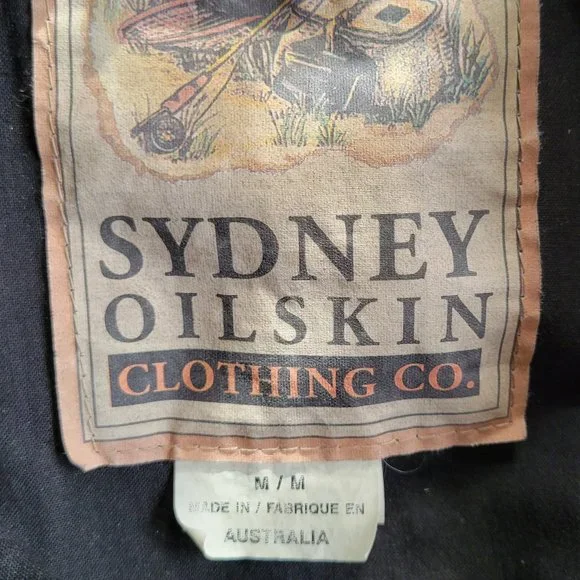 SYDNEY
OILSKIN
CLOTHING CO.
M / M
MADE IN / FABRIQUE EN
AUSTRALIA